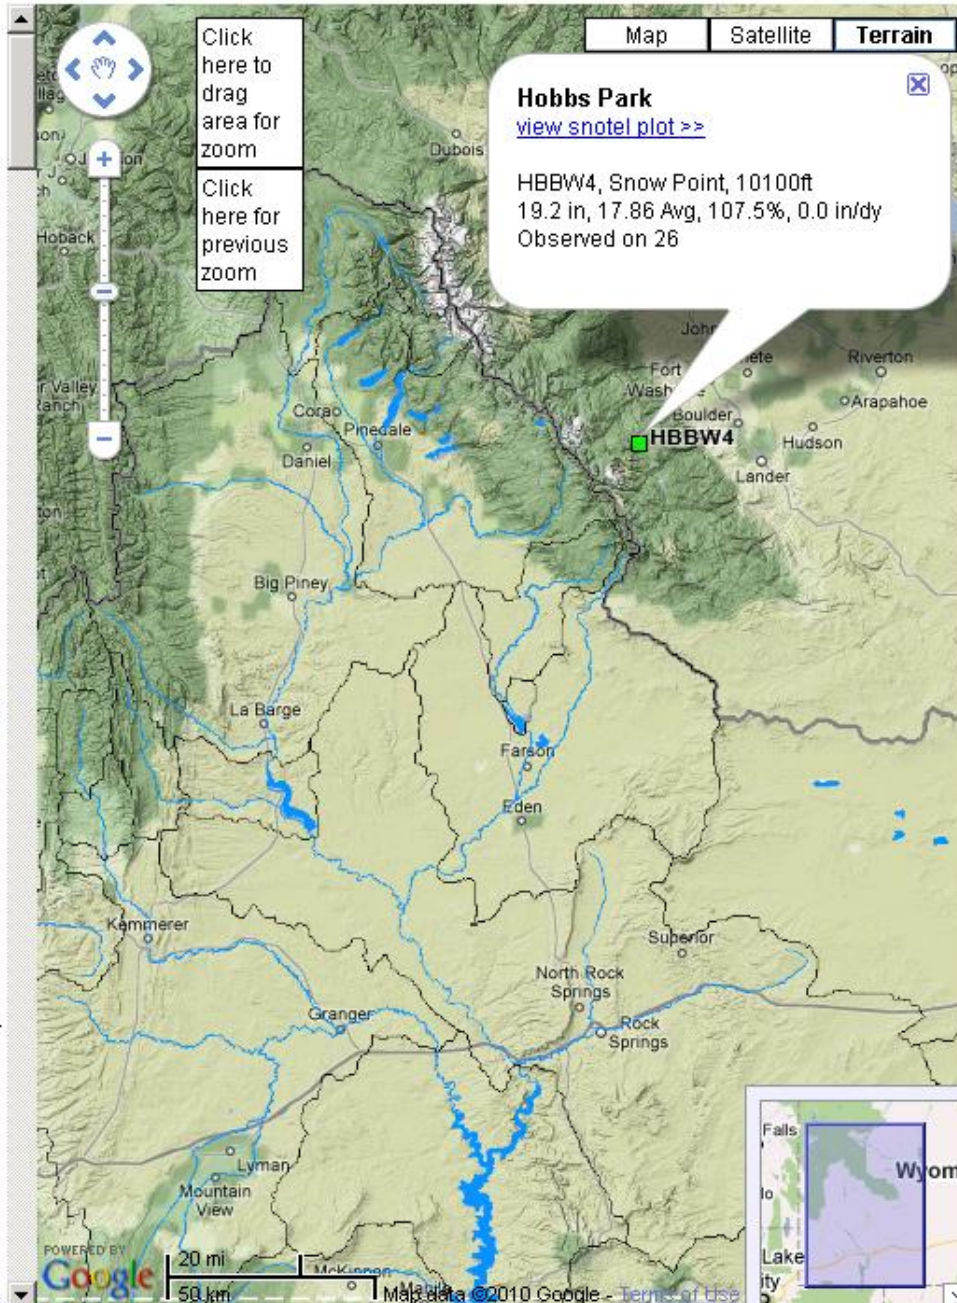 Click
here to
drag
area for
zoom
Click
here for
previous
zoom
Map
Satellite
Terrain
Hobbs Park
view snotel plot >>
HBBW4, Snow Point, 10100ft
19.2 in, 17.86 Avg, 107.5%, 0.0 in/dy
Observed on 26
Dubois
Hoback
Riverton
Fort
Arapahoe
Valley
Ranch
Boulder
HBBW4
Hudson
Lander
Cora
Pinedale
Daniel
Big Piney
La Barge
Farson
Eden
Kemmerer
Superior
North Rock
Springs
Granger
Rock
Springs
Lyman
Mountain
View
Falls
Wyom
Lake
POWERED BY
Google
20 mi
50 km
McKinnon
Map data ©2010 Google - Terms of Use